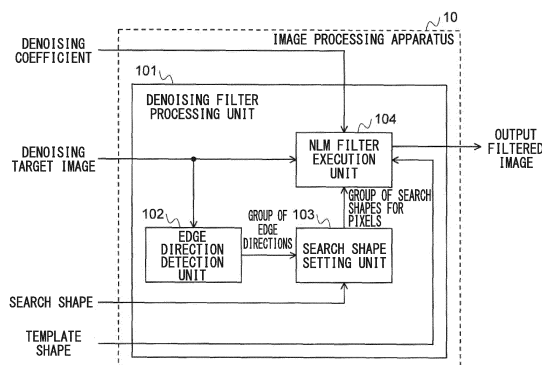 10
IMAGE PROCESSING APPARATUS
DENOISING
COEFFICIENT
101
DENOISING FILTER
PROCESSING UNIT
104
NLM FILTER
EXECUTION
UNIT
OUTPUT
FILTERED
IMAGE
DENOISING
TARGET IMAGE
GROUP OF SEARCH
SHAPES FOR
PIXELS
102
EDGE
DIRECTION
DETECTION
UNIT
GROUP OF
EDGE
DIRECTIONS
103
SEARCH SHAPE
SETTING UNIT
SEARCH SHAPE
TEMPLATE
SHAPE